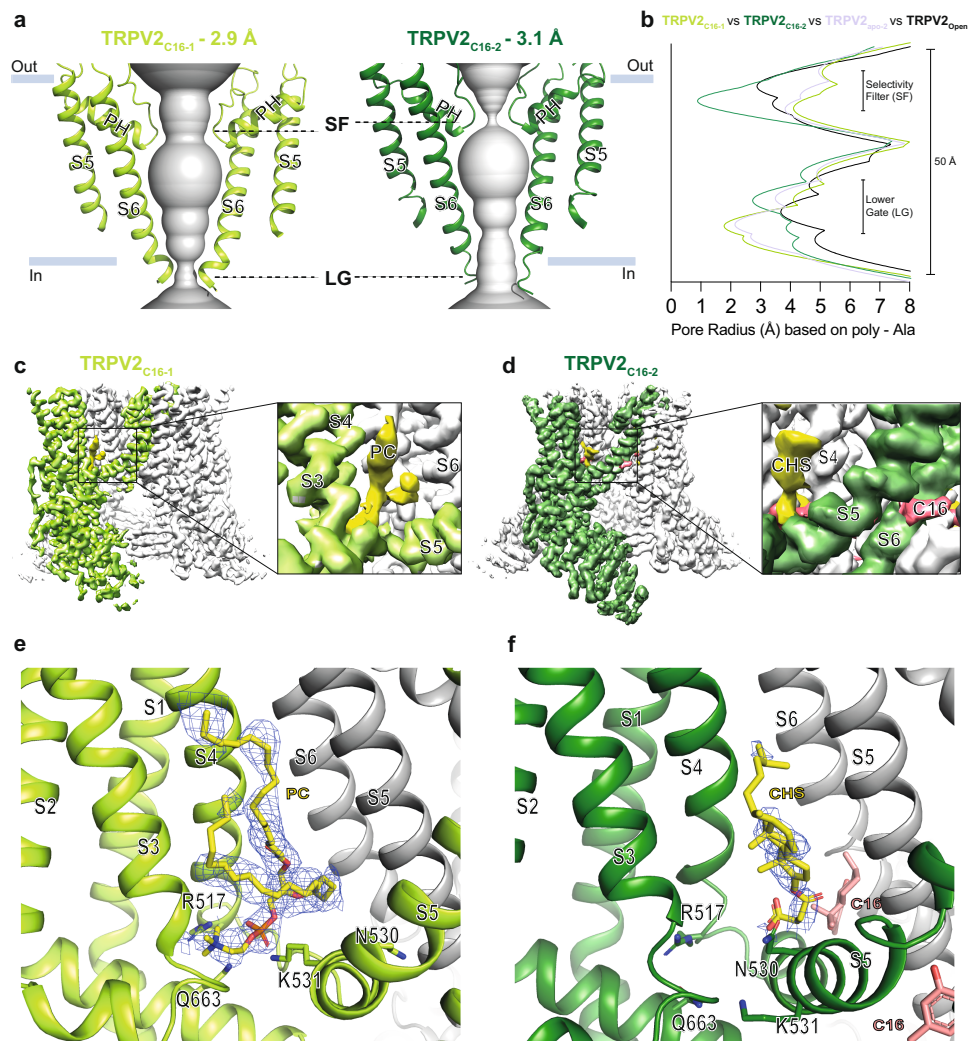 a
TRPV2C16-1 - 2.9 Å
TRPV2C16-2 - 3.1 Å
Out
Out
PH
PH
SF
PH
PH
S5
S5
S5
S5
S6
S6
S6
S6
In
LG
In
b
TRPV2C16-1 vs TRPV2C16-2 vs TRPV2apo-2 vs TRPV2Open
Selectivity
Filter (SF)
50 Å
Lower
Gate (LG)
0 1 2 3 4 5 6 7 8
Pore Radius (Å) based on poly - Ala
c
TRPV2C16-1
S4
PC
S6
S3
S5
d
TRPV2C16-2
CHS
S4
S5
C16
S6
e
S1
S4
S6
PC
S2
S5
S3
R517
S5
N530
K531
Q663
f
S6
S1
S5
S4
CHS
S2
S3
C16
R517
S5
N530
Q663
K531
C16